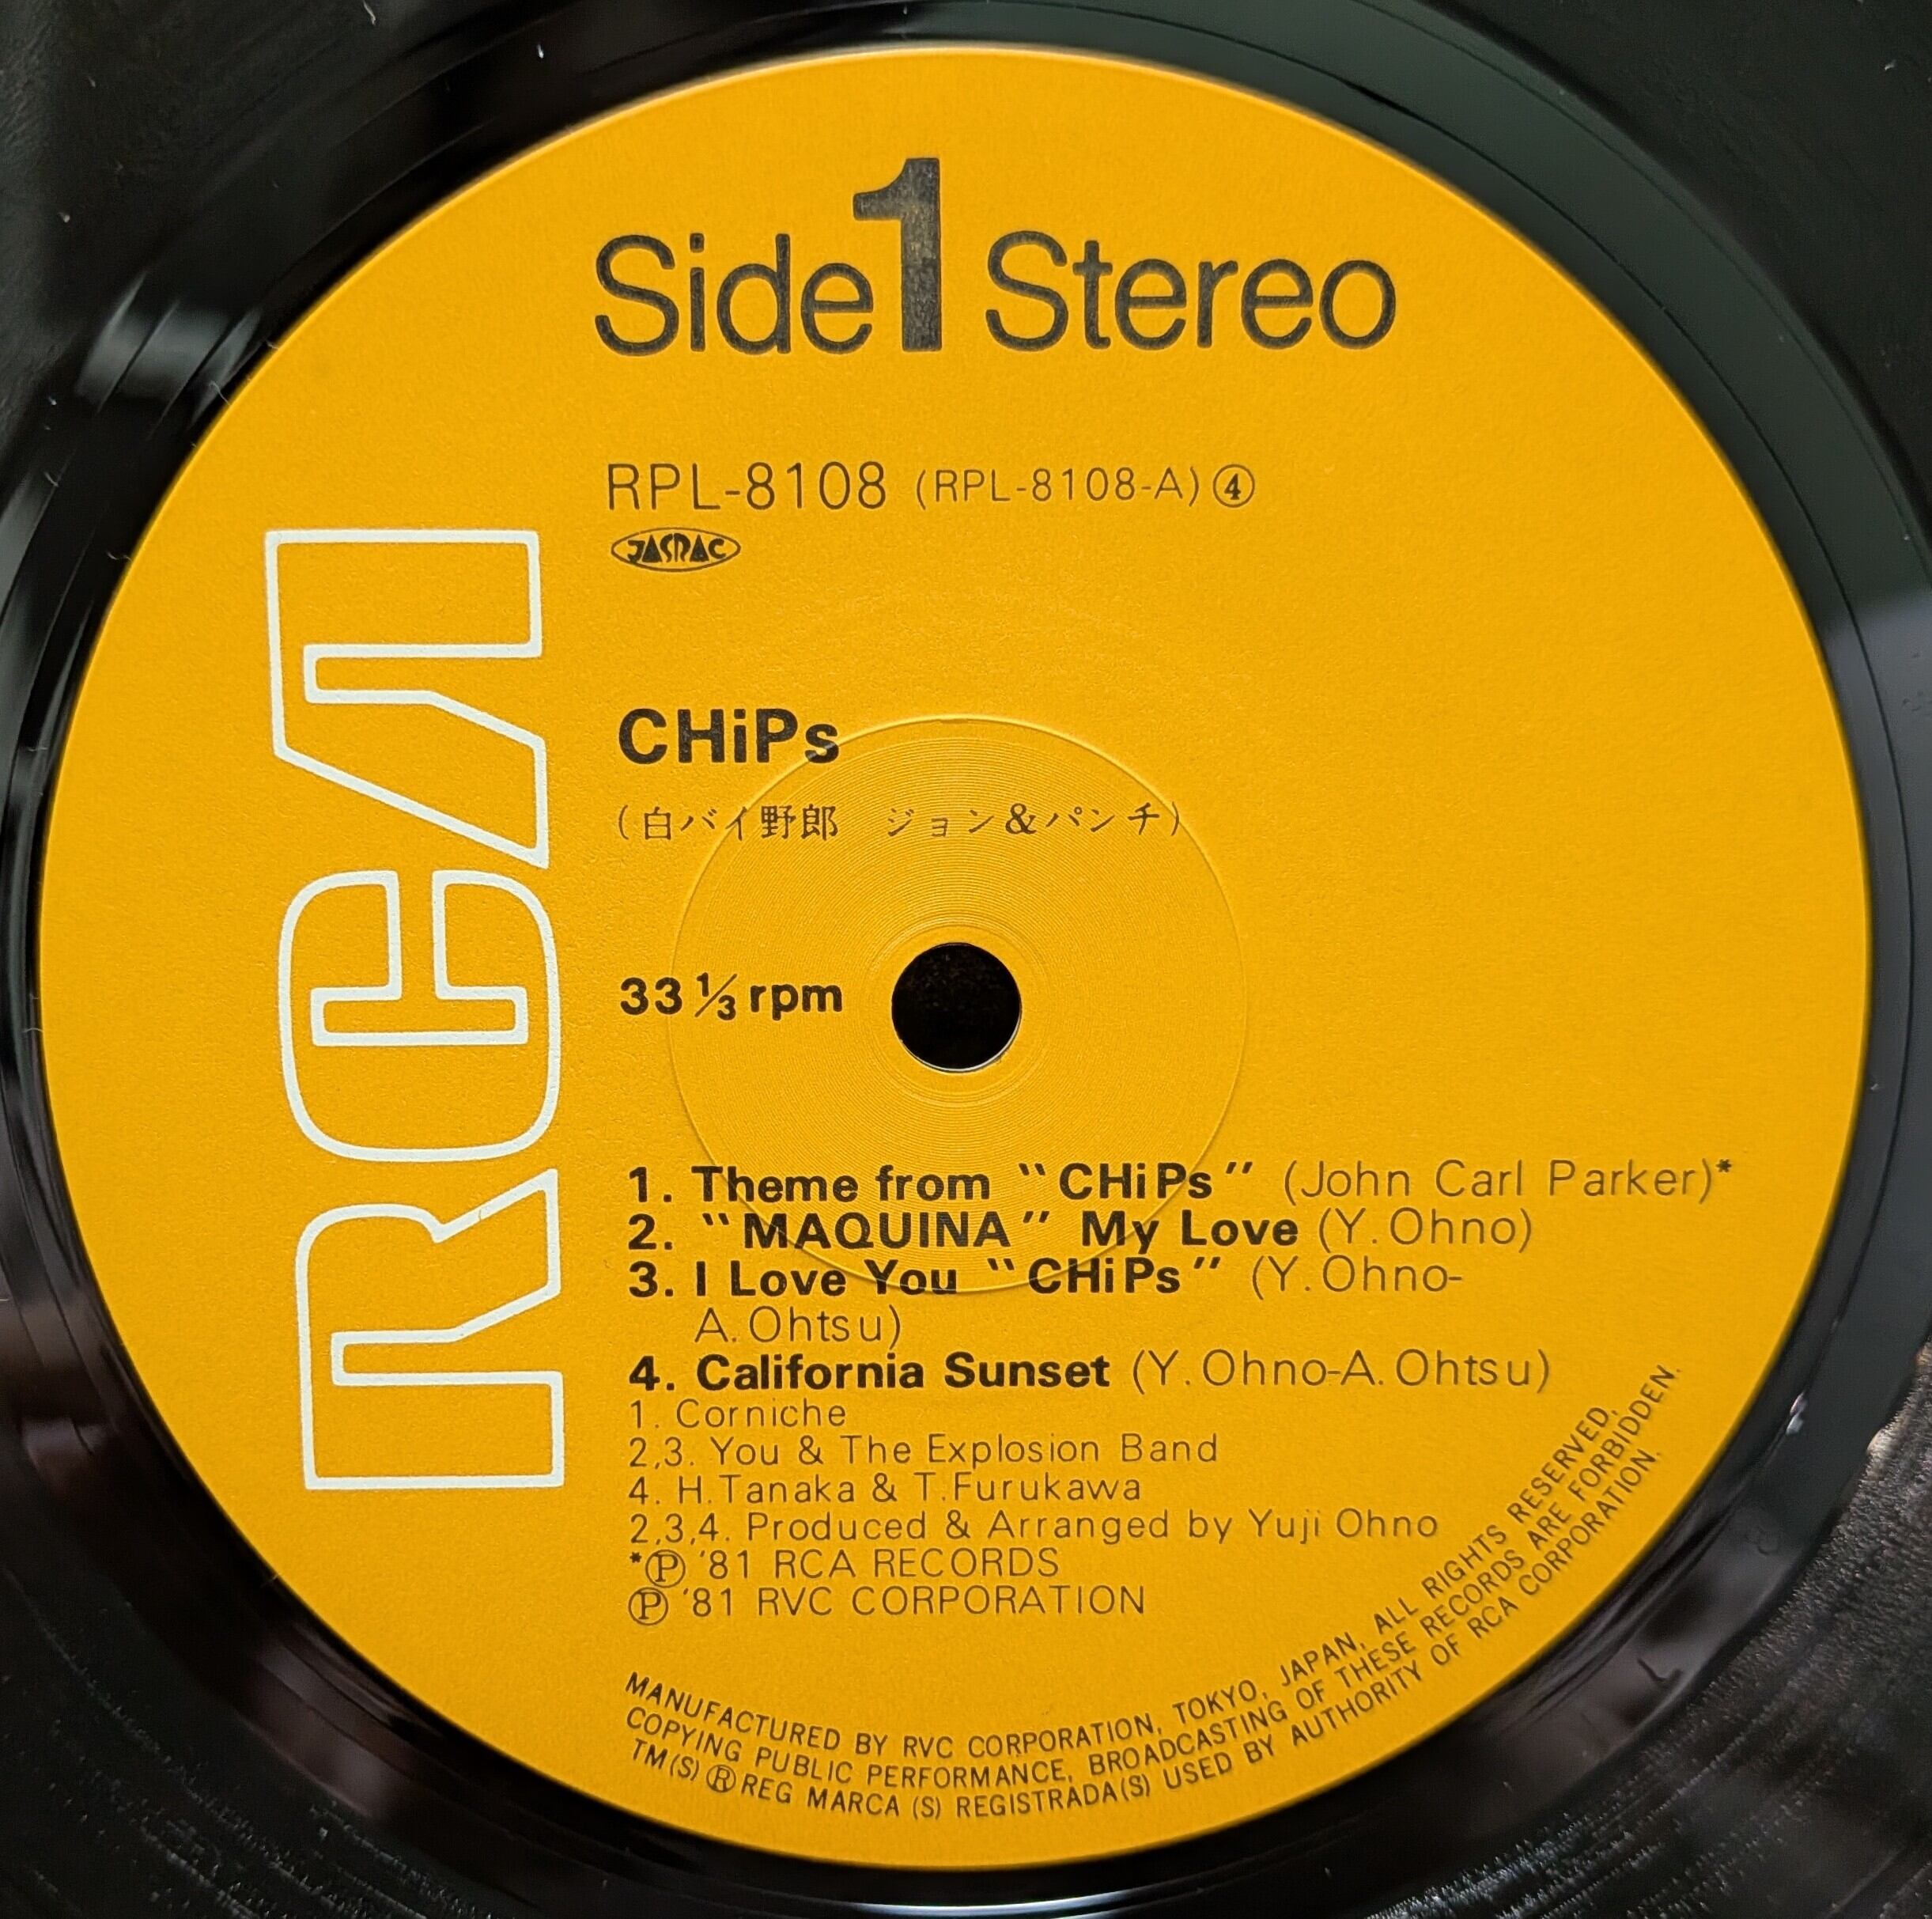 Side 1 Stereo
RPL-8108 (RPL-8108-A) ④
JASRAC
RCA
CHiPs
(白バイ野郎　ジョン&パンチ)
33 1/3 rpm
1. Theme from "CHiPs" (John Carl Parker)*
2. "MAQUINA" My Love (Y.Ohno)
3. I Love You "CHiPs" (Y.Ohno-
A.Ohtsu)
4. California Sunset (Y.Ohno-A.Ohtsu)
1. Corniche
2,3. You & The Explosion Band
4. H.Tanaka & T.Furukawa
2,3,4. Produced & Arranged by Yuji Ohno
*Ⓟ '81 RCA RECORDS
Ⓟ '81 RVC CORPORATION
MANUFACTURED BY RVC CORPORATION, TOKYO, JAPAN, ALL RIGHTS RESERVED,
COPYING PUBLIC PERFORMANCE, BROADCASTING OF THESE RECORDS ARE FORBIDDEN.
TM(S) ® REG MARCA (S) REGISTRADA(S) USED BY AUTHORITY OF RCA CORPORATION.